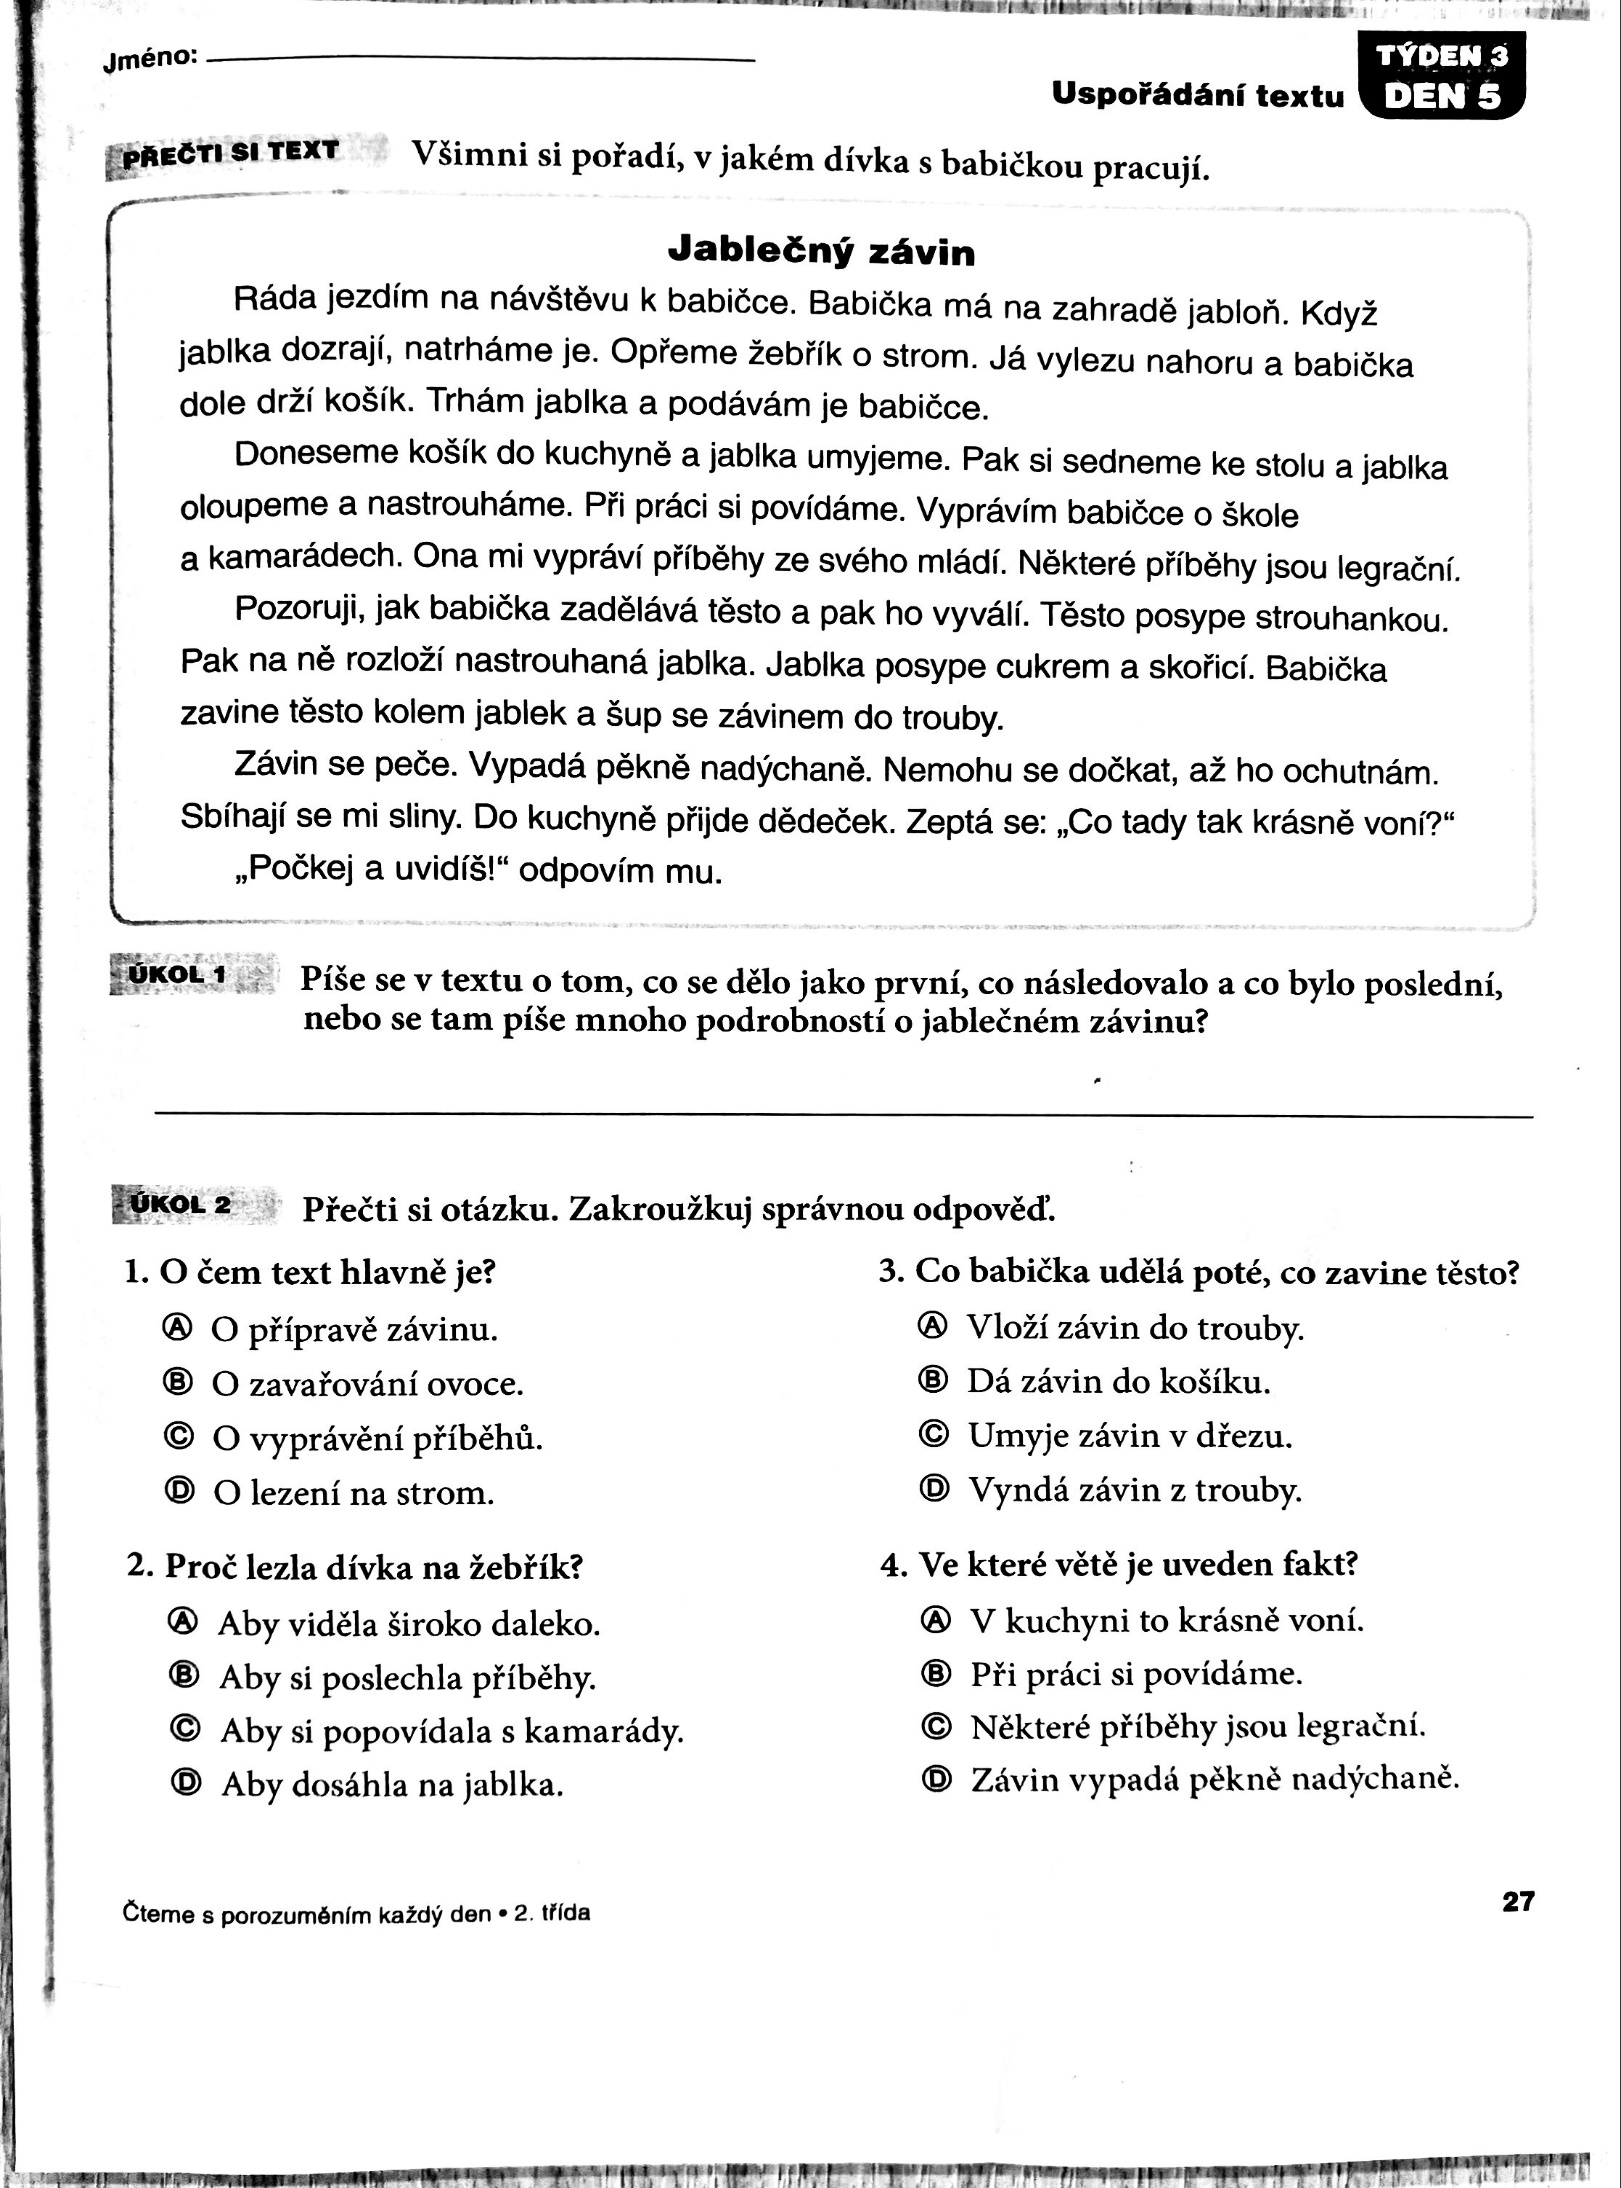 Jméno:
TÝDEN 3
Uspořádání textu
DEN 5
PŘEČTI SI TEXT
Všimni si pořadí, v jakém dívka s babičkou pracují.
Jablečný závin
Ráda jezdím na návštěvu k babičce. Babička má na zahradě jabloň. Když
jablka dozrají, natrháme je. Opřeme žebřík o strom. Já vylezu nahoru a babička
dole drží košík. Trhám jablka a podávám je babičce.
Doneseme košík do kuchyně a jablka umyjeme. Pak si sedneme ke stolu a jablka
oloupeme a nastrouháme. Při práci si povídáme. Vyprávím babičce o škole
a kamarádech. Ona mi vypráví příběhy ze svého mládí. Některé příběhy jsou legrační.
Pozoruji, jak babička zadělává těsto a pak ho vyválí. Těsto posype strouhankou.
Pak na ně rozloží nastrouhaná jablka. Jablka posype cukrem a skořicí. Babička
zavine těsto kolem jablek a šup se závinem do trouby.
Závin se peče. Vypadá pěkně nadýchaně. Nemohu se dočkat, až ho ochutnám.
Sbíhají se mi sliny. Do kuchyně přijde dědeček. Zeptá se: „Co tady tak krásně voní?“
„Počkej a uvidíš!“ odpovím mu.
ÚKOL 1
Píše se v textu o tom, co se dělo jako první, co následovalo a co bylo poslední,
nebo se tam píše mnoho podrobností o jablečném závinu?
ÚKOL 2
Přečti si otázku. Zakroužkuj správnou odpověď.
1. O čem text hlavně je?
Ⓐ O přípravě závinu.
Ⓑ O zavařování ovoce.
Ⓒ O vyprávění příběhů.
Ⓓ O lezení na strom.
2. Proč lezla dívka na žebřík?
Ⓐ Aby viděla široko daleko.
Ⓑ Aby si poslechla příběhy.
Ⓒ Aby si popovídala s kamarády.
Ⓓ Aby dosáhla na jablka.
3. Co babička udělá poté, co zavine těsto?
Ⓐ Vloží závin do trouby.
Ⓑ Dá závin do košíku.
Ⓒ Umyje závin v dřezu.
Ⓓ Vyndá závin z trouby.
4. Ve které větě je uveden fakt?
Ⓐ V kuchyni to krásně voní.
Ⓑ Při práci si povídáme.
Ⓒ Některé příběhy jsou legrační.
Ⓓ Závin vypadá pěkně nadýchaně.
Čteme s porozuměním každý den • 2. třída
27